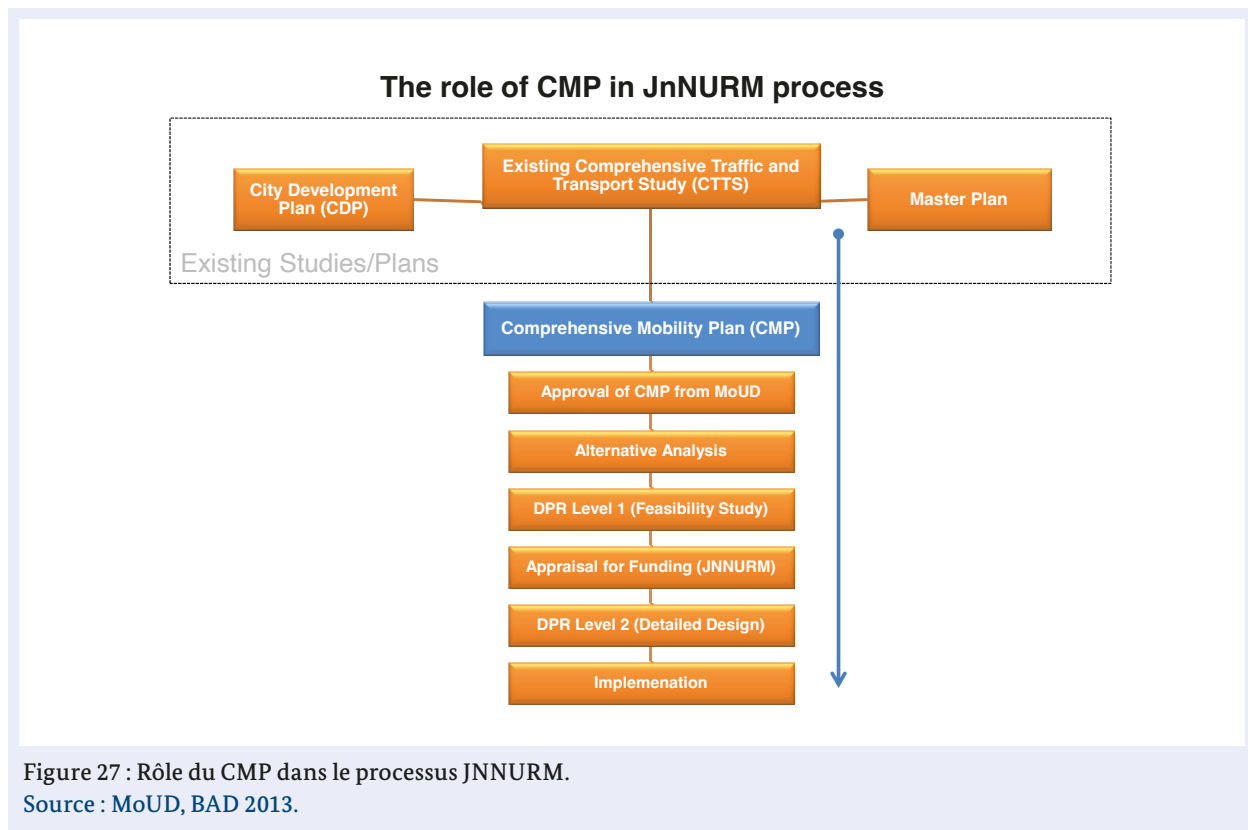 The role of CMP in JnNURM process
Existing Comprehensive Traffic and
Transport Study (CTTS)
City Development
Plan (CDP)
Master Plan
Existing Studies/Plans
Comprehensive Mobility Plan (CMP)
Approval of CMP from MoUD
Alternative Analysis
DPR Level 1 (Feasibility Study)
Appraisal for Funding (JNNURM)
DPR Level 2 (Detailed Design)
Implemenation
Figure 27 : Rôle du CMP dans le processus JNNURM.
Source : MoUD, BAD 2013.